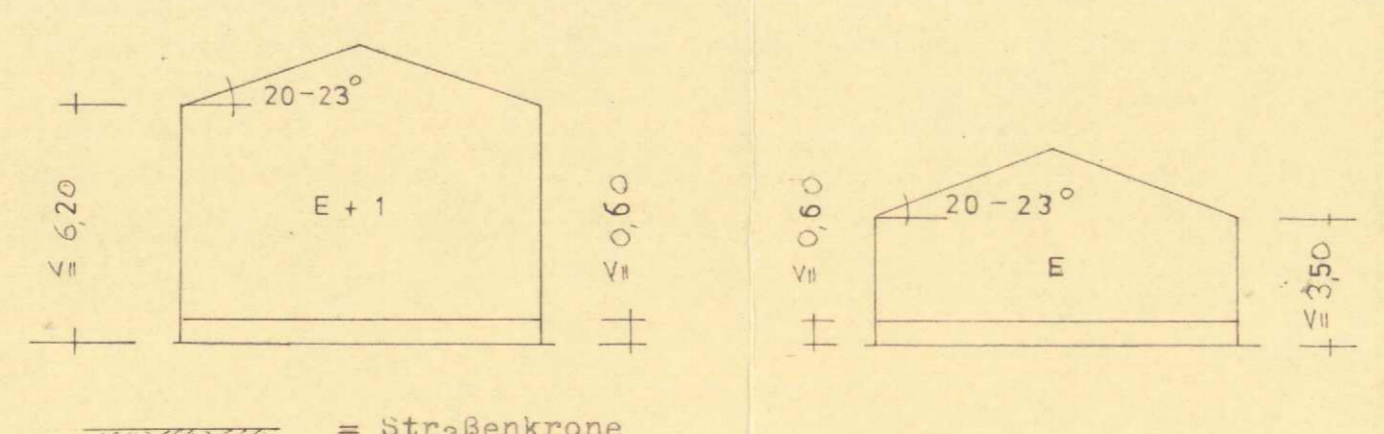 20-23°
E + 1
≤ 6,20
≤ 0,60
20-23°
E
≤ 0,60
≤ 3,50
= Straßenkrone